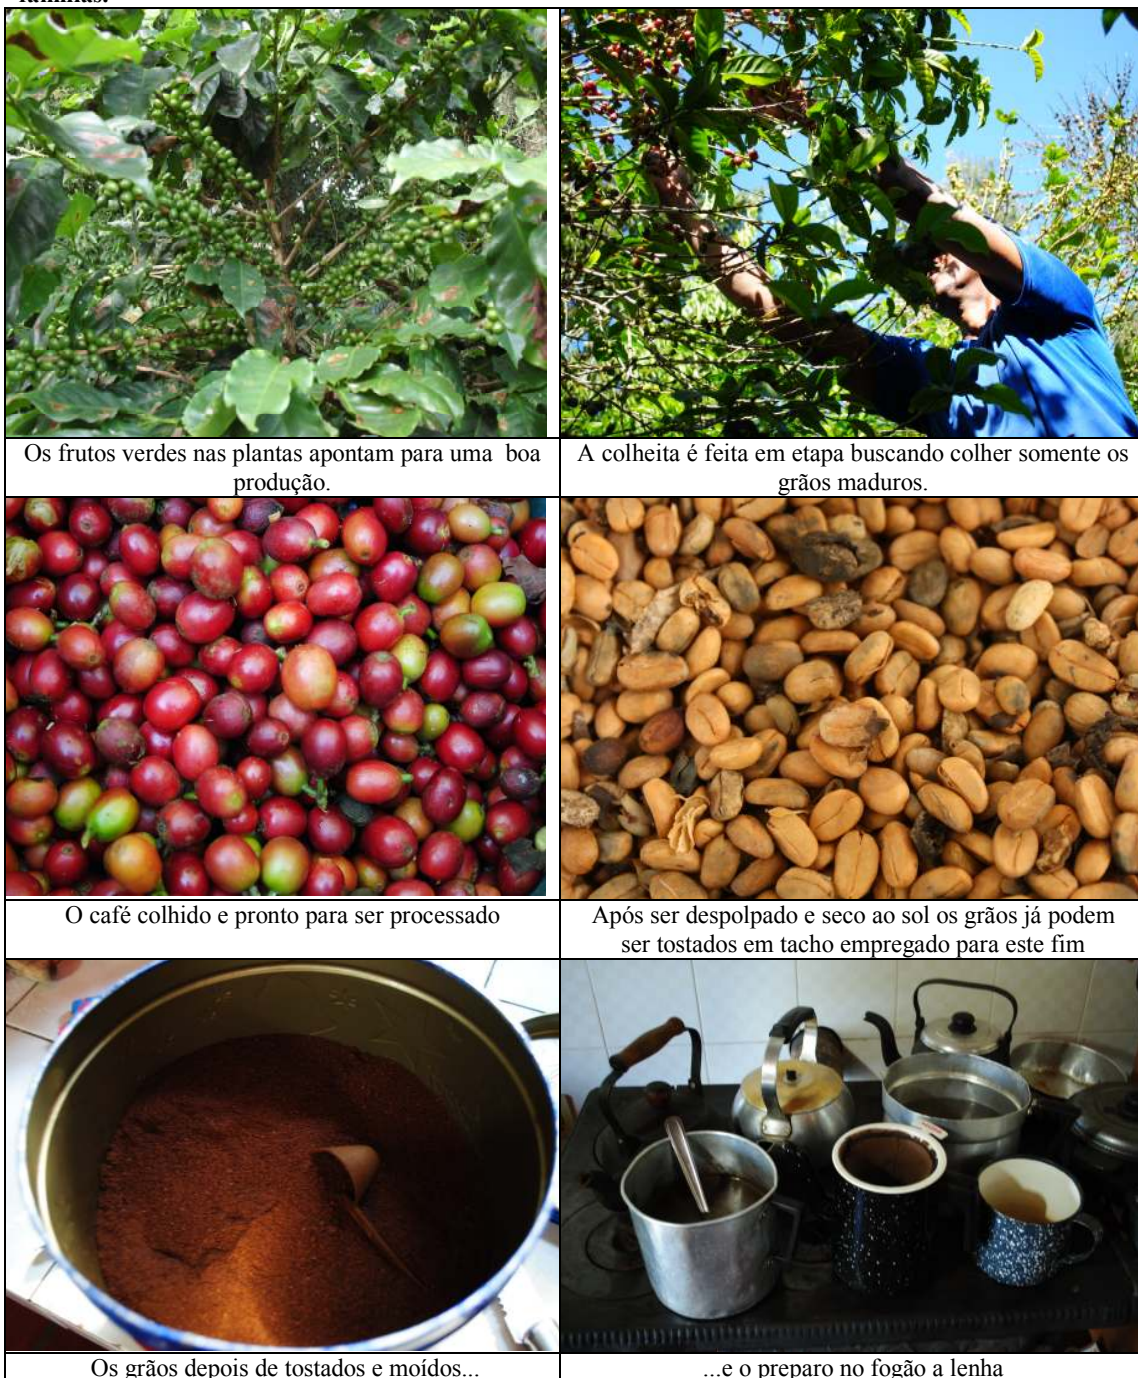 famílias.
Os frutos verdes nas plantas apontam para uma boa
produção.
A colheita é feita em etapa buscando colher somente os
grãos maduros.
O café colhido e pronto para ser processado
Após ser despolpado e seco ao sol os grãos já podem
ser tostados em tacho empregado para este fim
Os grãos depois de tostados e moídos...
...e o preparo no fogão a lenha